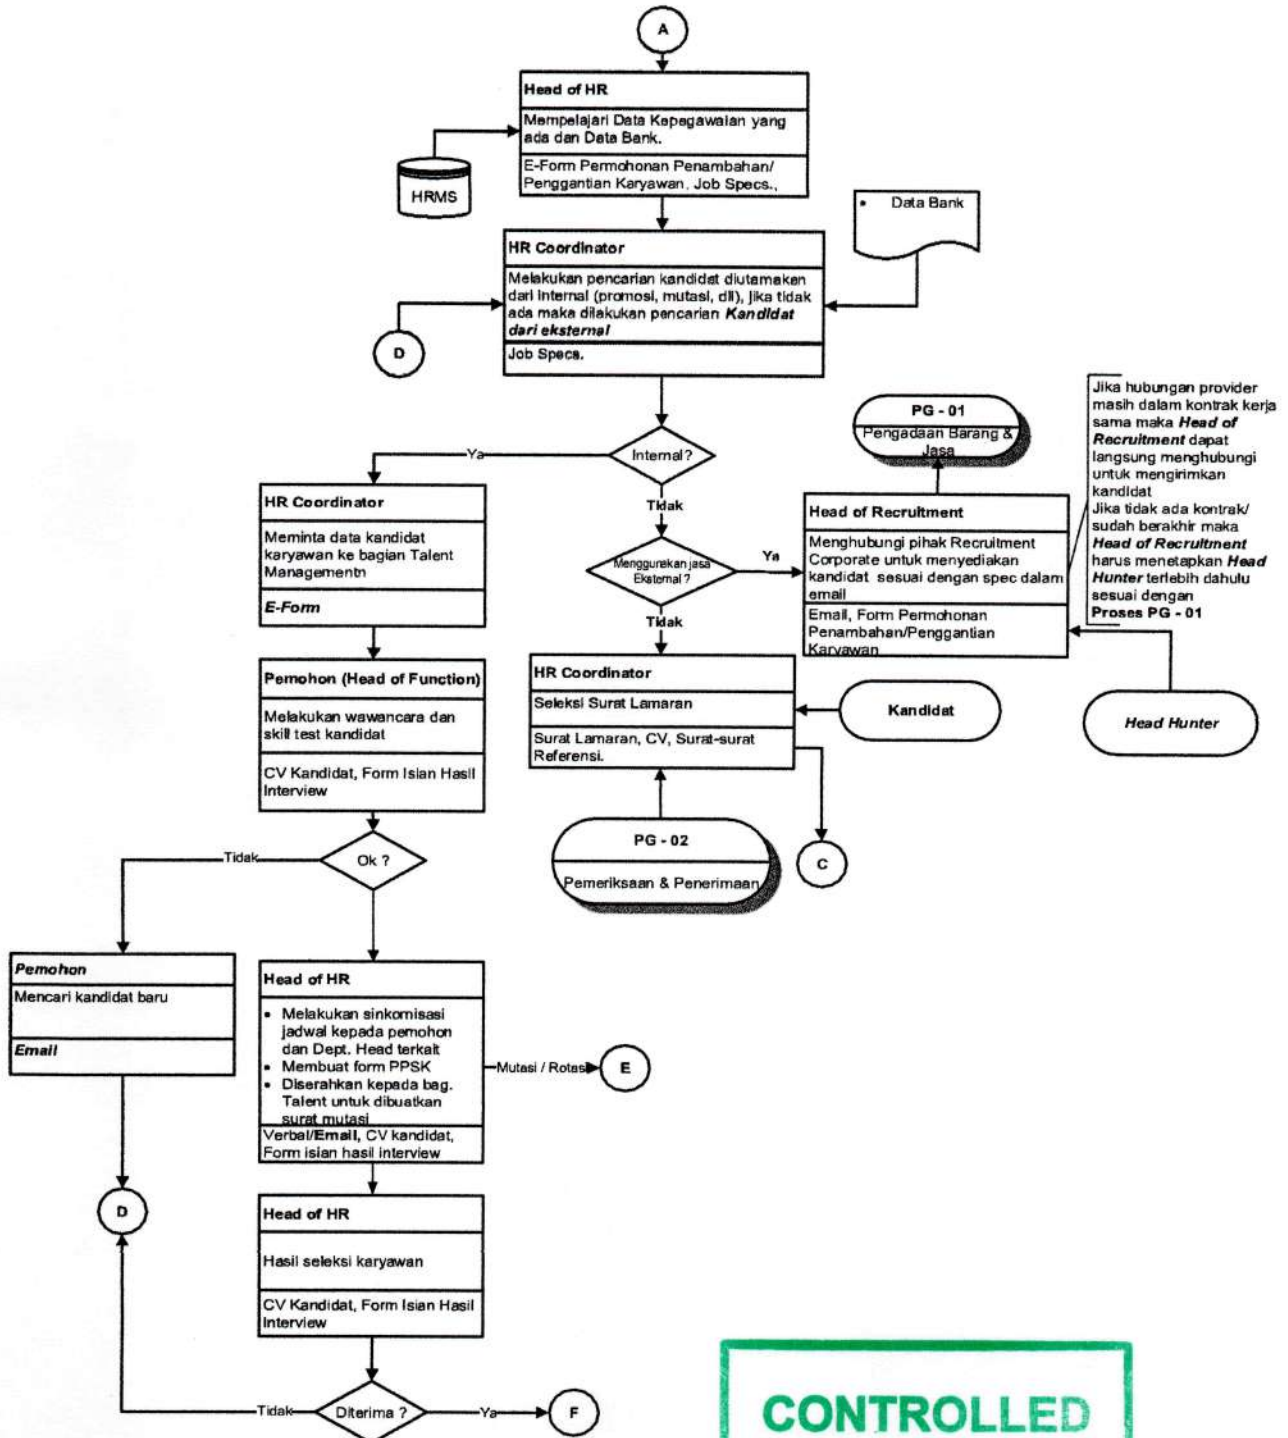 A
Head of HR
Mempelajari Data Kepegawaian yang
ada dan Data Bank.
E-Form Permohonan Penambahan/
Penggantian Karyawan, Job Specs.,
HRMS
Data Bank
HR Coordinator
Melakukan pencarian kandidat diutamakan
dari Internal (promosi, mutasi, dll), jika tidak
ada maka dilakukan pencarian Kandidat
dari eksternal
Job Specs.
D
Internal ?
Ya
Tidak
PG - 01
Pengadaan Barang &
Jasa
Jika hubungan provider
masih dalam kontrak kerja
sama maka Head of
Recruitment dapat
langsung menghubungi
untuk mengirimkan
kandidat
Jika tidak ada kontrak/
sudah berakhir maka
Head of Recruitment
harus menetapkan Head
Hunter terlebih dahulu
sesuai dengan
Proses PG - 01
HR Coordinator
Meminta data kandidat
karyawan ke bagian Talent
Managementn
E-Form
Menggunakan jasa
Eksternal ?
Ya
Tidak
Head of Recruitment
Menghubungi pihak Recruitment
Corporate untuk menyediakan
kandidat sesuai dengan spec dalam
email
Email, Form Permohonan
Penambahan/Penggantian
Karyawan
Pemohon (Head of Function)
Melakukan wawancara dan
skill test kandidat
CV Kandidat, Form Isian Hasil
Interview
HR Coordinator
Seleksi Surat Lamaran
Surat Lamaran, CV, Surat-surat
Referensi.
Kandidat
Head Hunter
PG - 02
Pemeriksaan & Penerimaan
C
Ok ?
Tidak
Pemohon
Mencari kandidat baru
Email
Head of HR
• Melakukan sinkornisasi
jadwal kepada pemohon
dan Dept. Head terkait
• Membuat form PPSK
• Diserahkan kepada bag.
Talent untuk dibuatkan
surat mutasi
Verbal/Email, CV kandidat,
Form isian hasil interview
Mutasi / Rotasi
E
D
Head of HR
Hasil seleksi karyawan
CV Kandidat, Form Isian Hasil
Interview
Diterima ?
Tidak
Ya
F
CONTROLLED